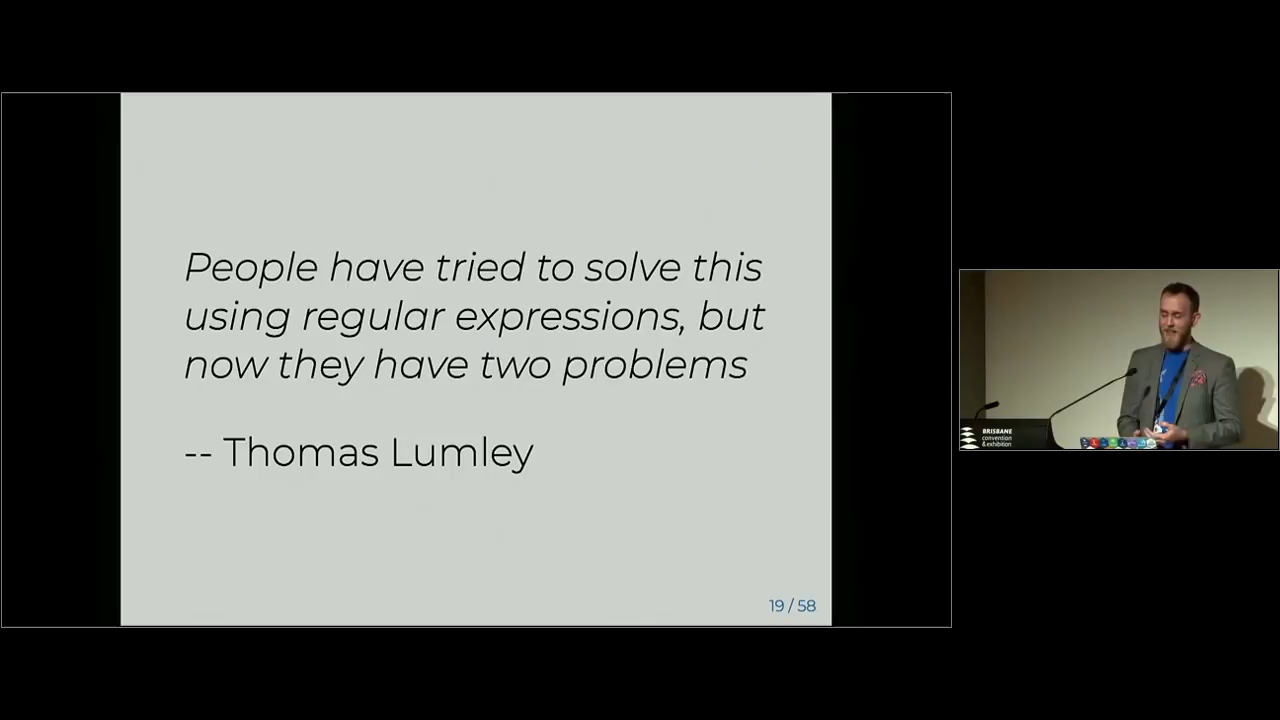 People have tried to solve this
using regular expressions, but
now they have two problems
-- Thomas Lumley
19 / 58
BRISBANE
convention
& exhibition